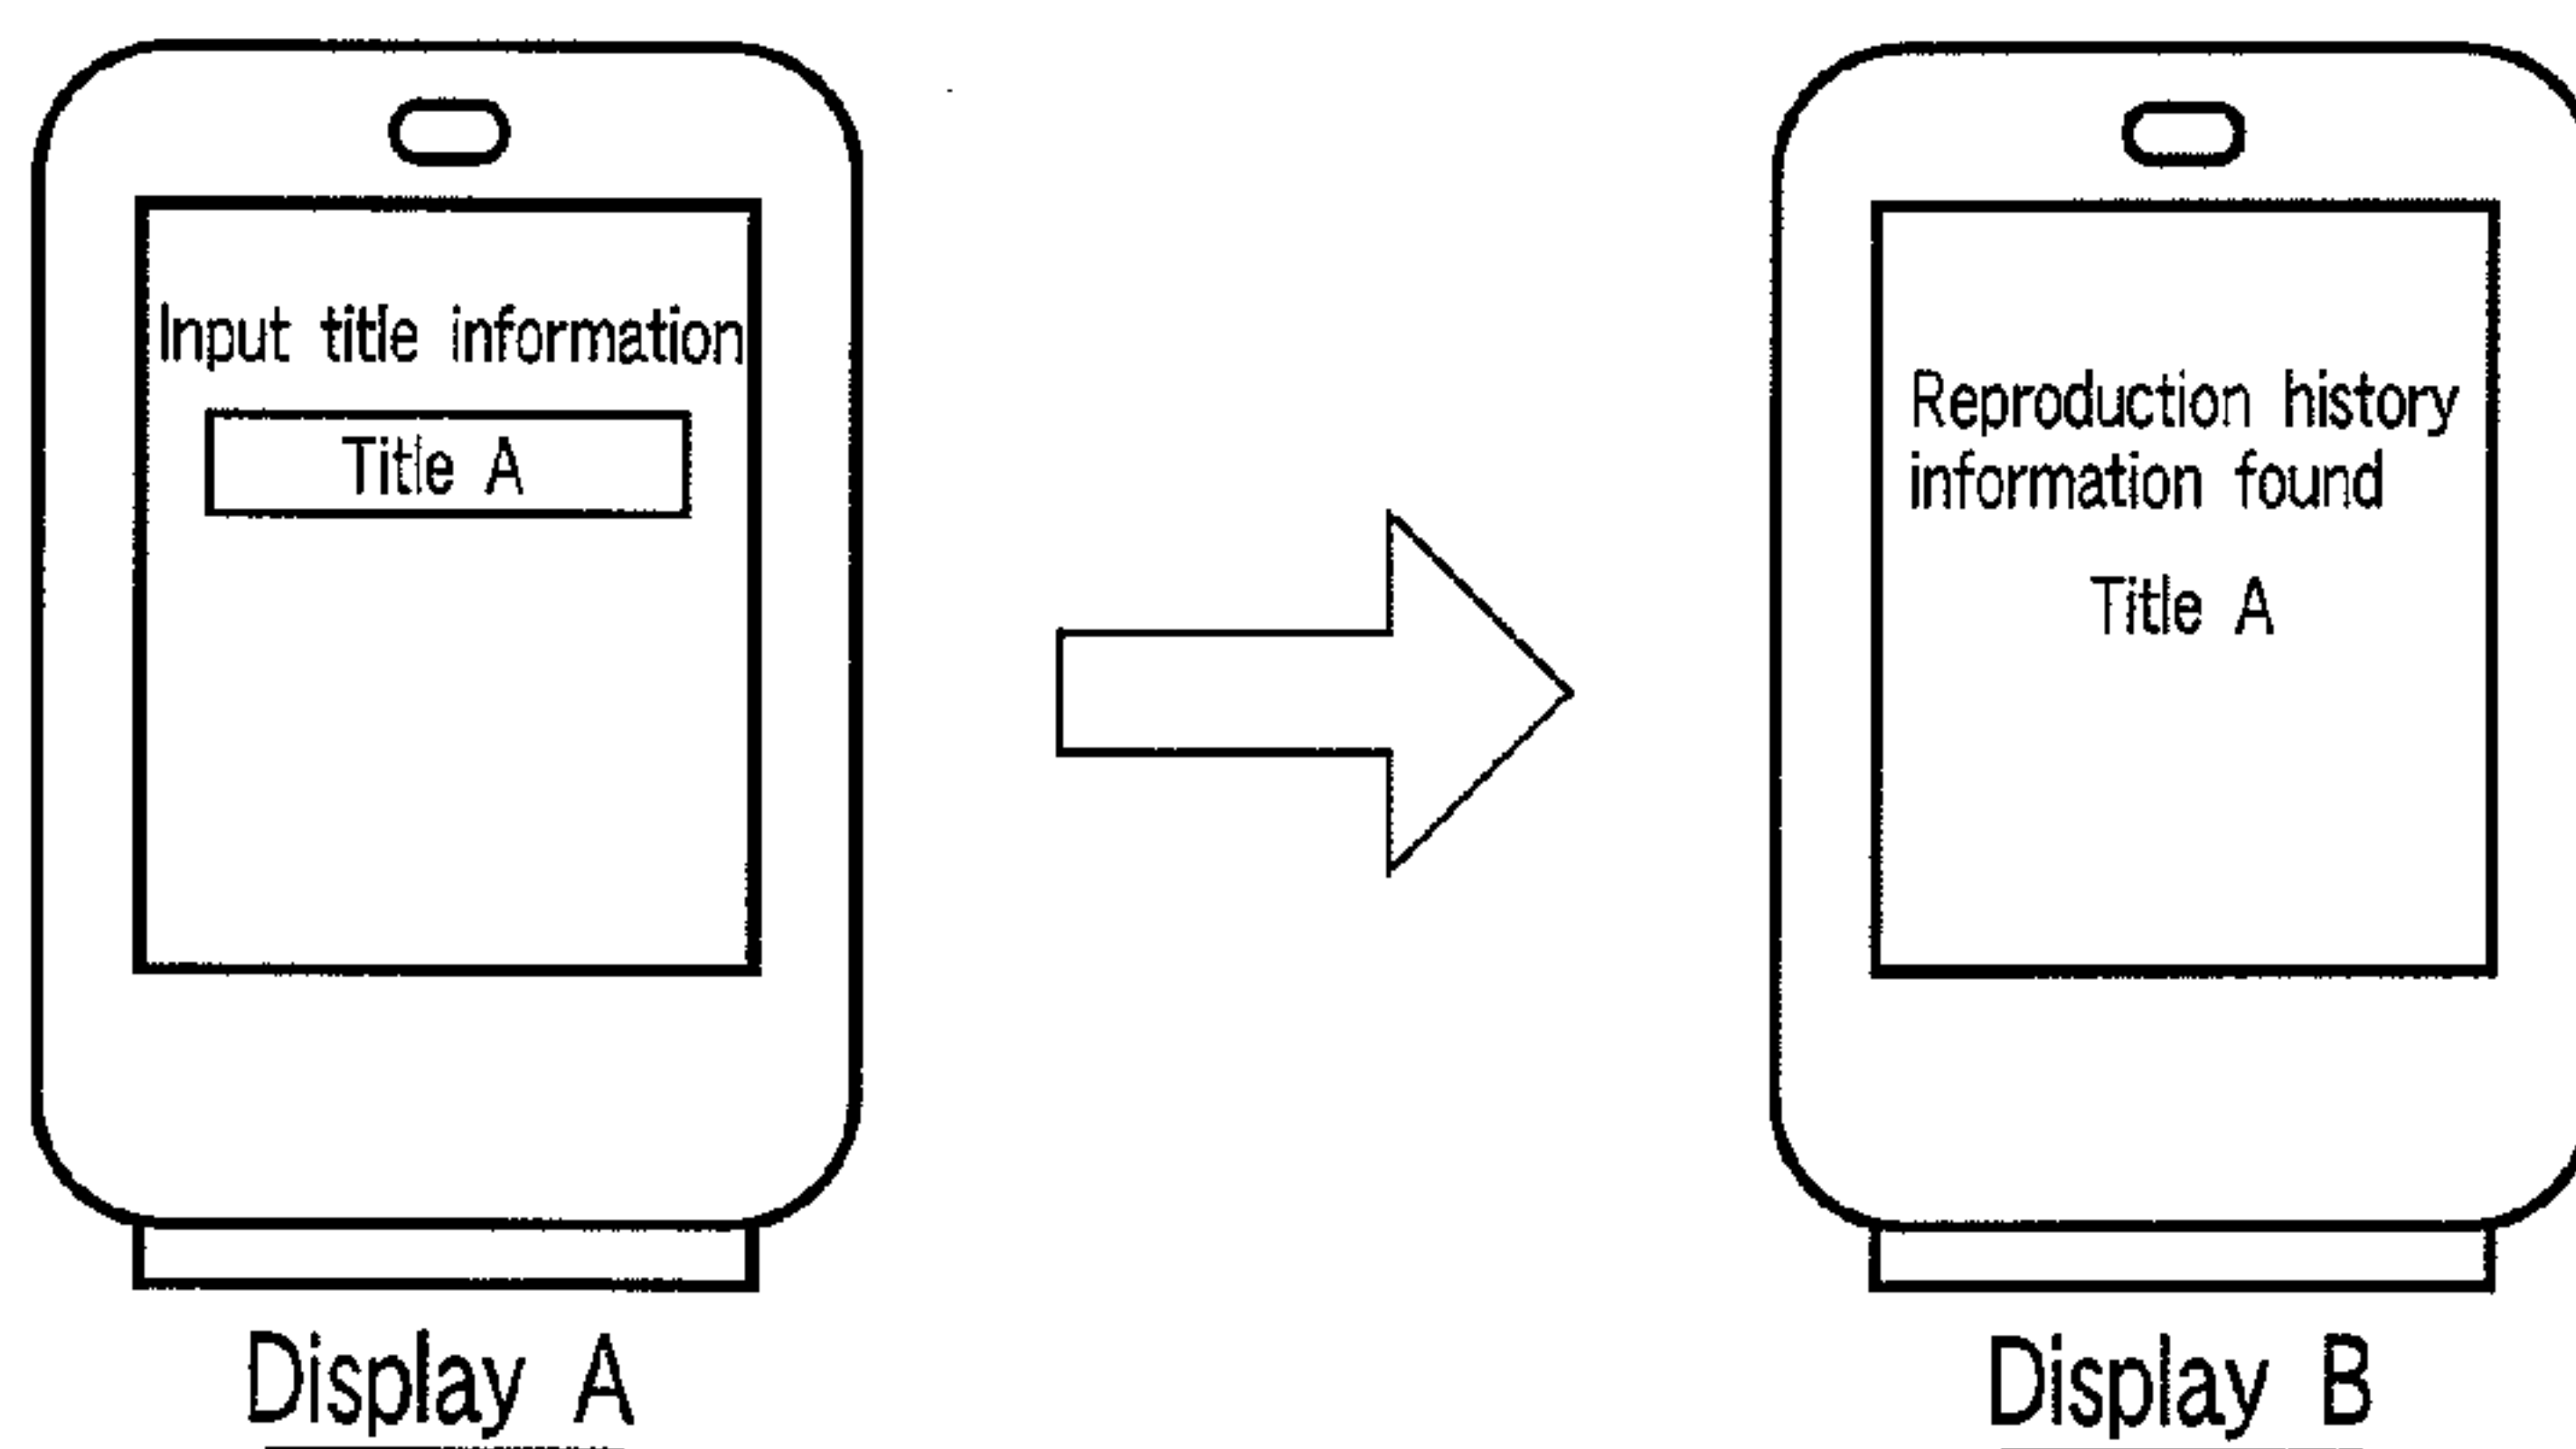 Input title information
Title A
Display A
Reproduction history
information found
Title A
Display B